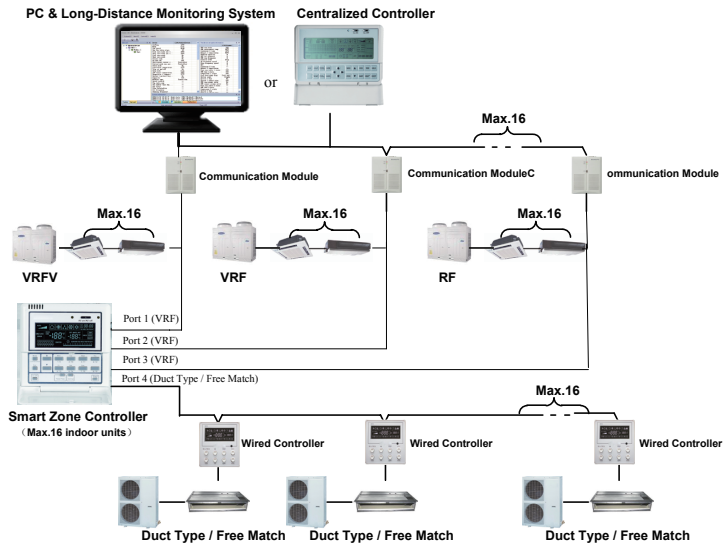 PC & Long-Distance Monitoring System
Centralized Controller
or
Max.16
Communication Module
Communication ModuleC
ommunication Module
Max.16
Max.16
Max.16
VRFV
VRF
RF
Port 1 (VRF)
Port 2 (VRF)
Port 3 (VRF)
Port 4 (Duct Type / Free Match)
Smart Zone Controller
（Max.16 indoor units）
Max.16
Wired Controller
Wired Controller
Wired Controller
Duct Type / Free Match
Duct Type / Free Match
Duct Type / Free Match